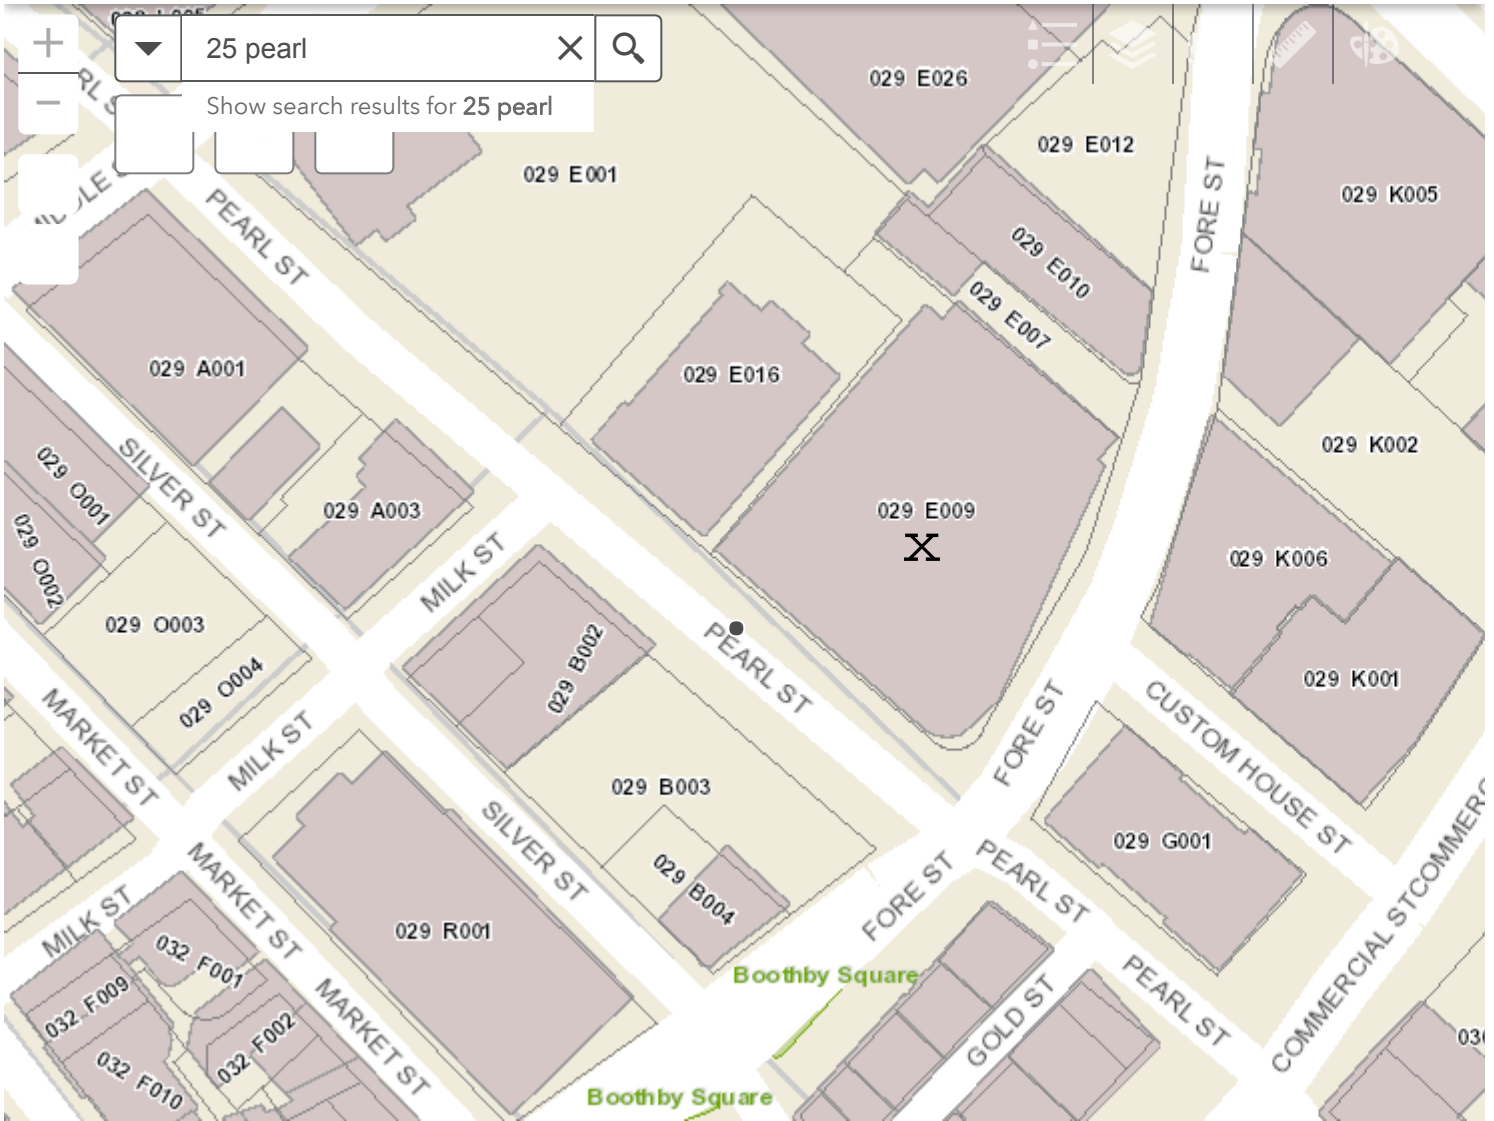 25 pearl
Show search results for 25 pearl
029 E026
029 E012
029 E001
029 K005
PEARL ST
FORE ST
029 E010
029 E007
029 A001
029 E016
029 K002
SILVER ST
029 O001
029 O002
029 A003
029 E009
X
MILK ST
029 K006
029 O003
029 B002
PEARL ST
029 O004
029 K001
MARKET ST
MILK ST
FORE ST
CUSTOM HOUSE ST
029 B003
SILVER ST
029 G001
MARKET ST
029 B004
FORE ST
PEARL ST
MILK ST
029 R001
032 F001
032 F009
Boothby Square
PEARL ST
GOLD ST
COMMERCIAL ST
MARKET ST
032 F002
032 F010
Boothby Square